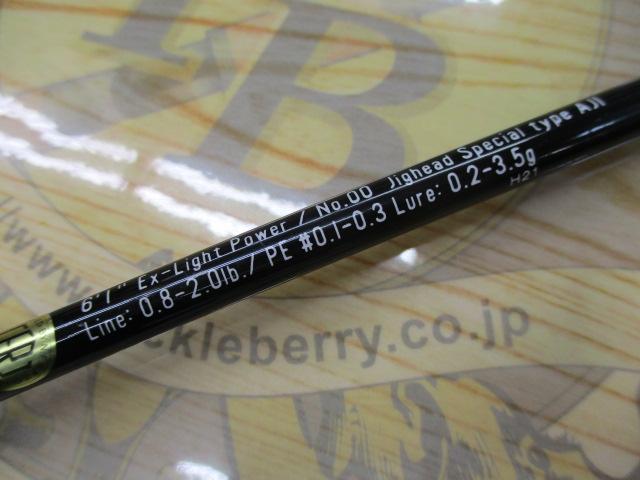 6'1" Ex-Light Power / No.00 Jighead Special Type AJI
Line: 0.8-2.0lb. / PE #0.1-0.3 Lure: 0.2-3.5g
H21
ckleberry.co.jp
B